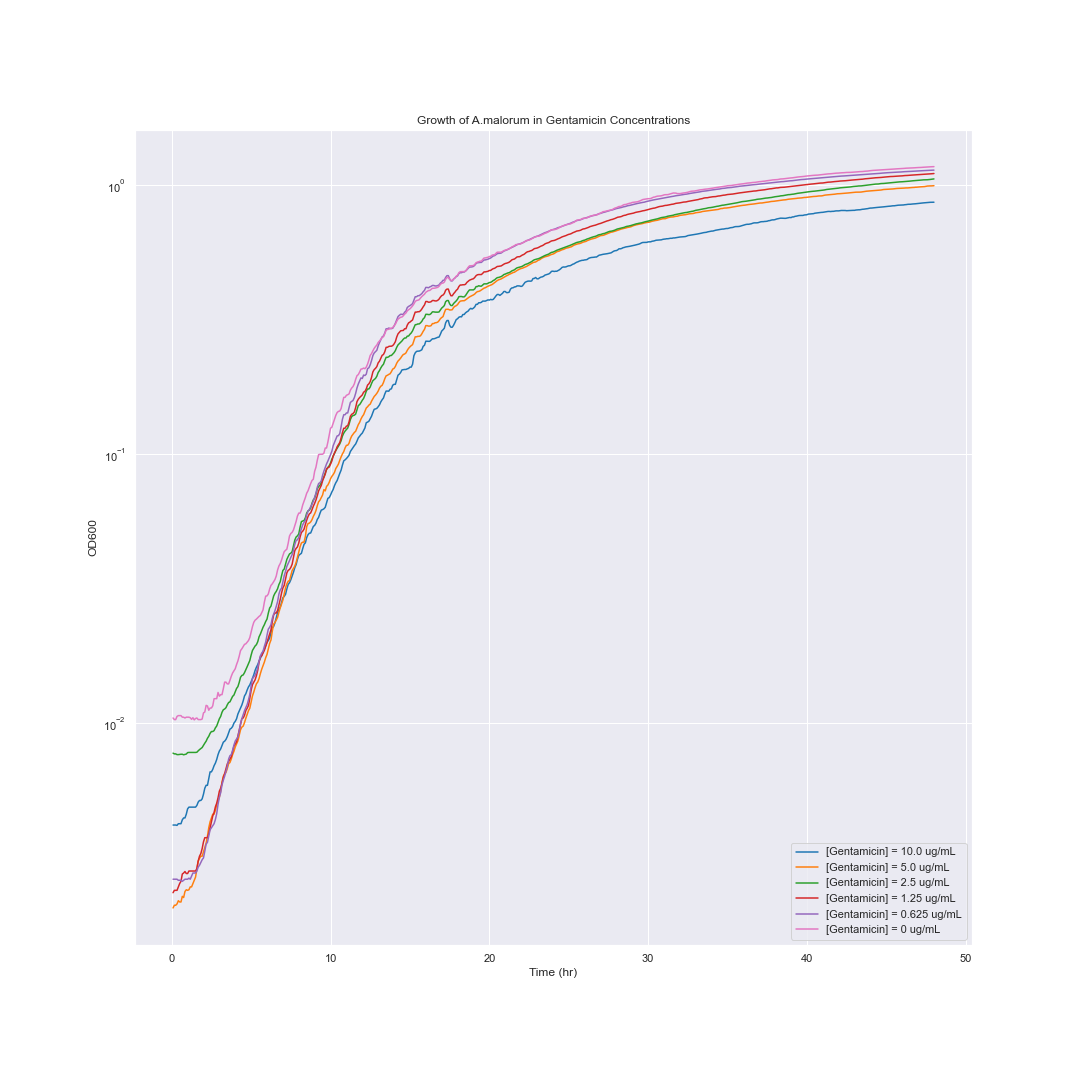 Growth of A.malorum in Gentamicin Concentrations
10⁰
10⁻¹
10⁻²
OD600
0
10
20
30
40
50
Time (hr)
[Gentamicin] = 10.0 ug/mL
[Gentamicin] = 5.0 ug/mL
[Gentamicin] = 2.5 ug/mL
[Gentamicin] = 1.25 ug/mL
[Gentamicin] = 0.625 ug/mL
[Gentamicin] = 0 ug/mL